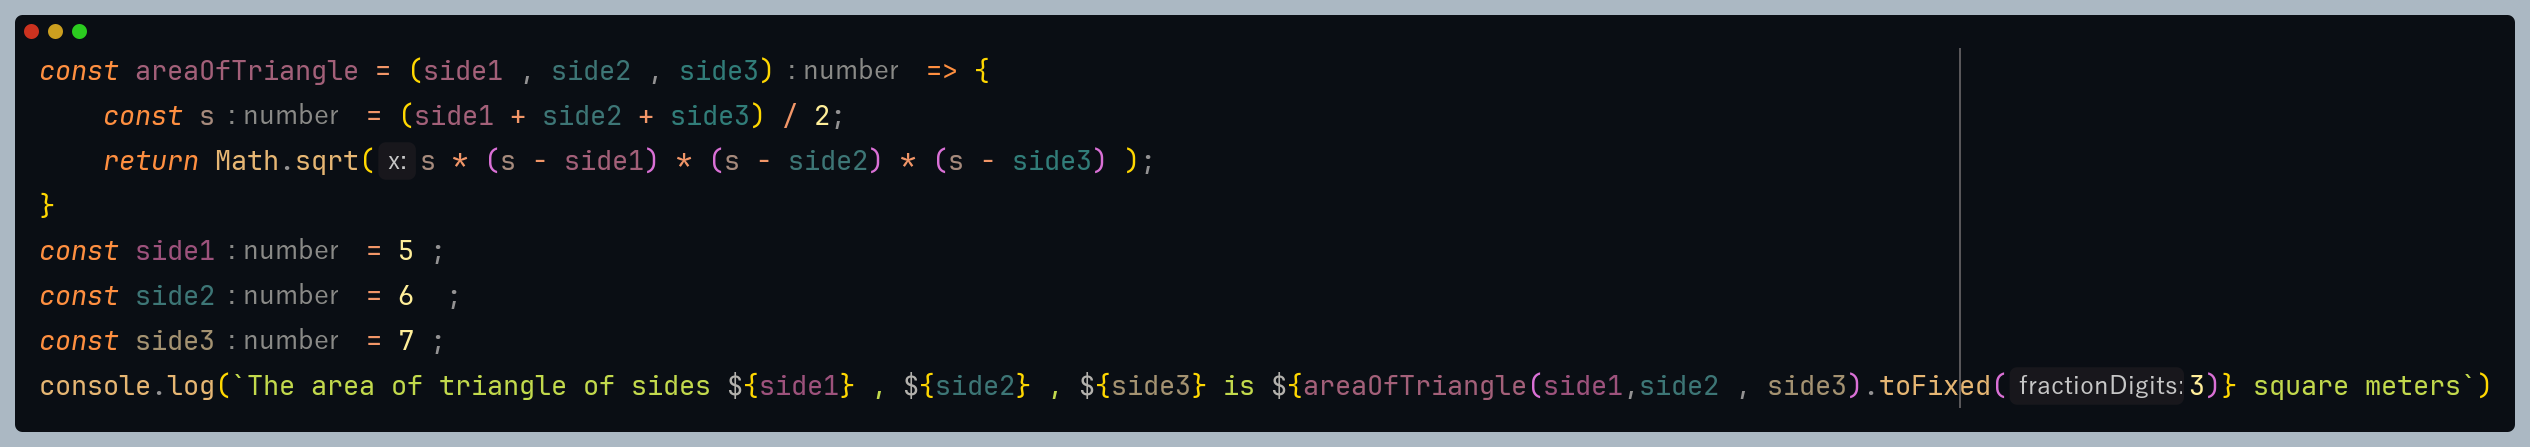 const areaOfTriangle = (side1 , side2 , side3) : number => {
    const s : number = (side1 + side2 + side3) / 2;
    return Math.sqrt( x: s * (s - side1) * (s - side2) * (s - side3) );
}
const side1 : number = 5 ;
const side2 : number = 6  ;
const side3 : number = 7 ;
console.log(`The area of triangle of sides ${side1} , ${side2} , ${side3} is ${areaOfTriangle(side1,side2 , side3).toFixed( fractionDigits: 3)} square meters`)